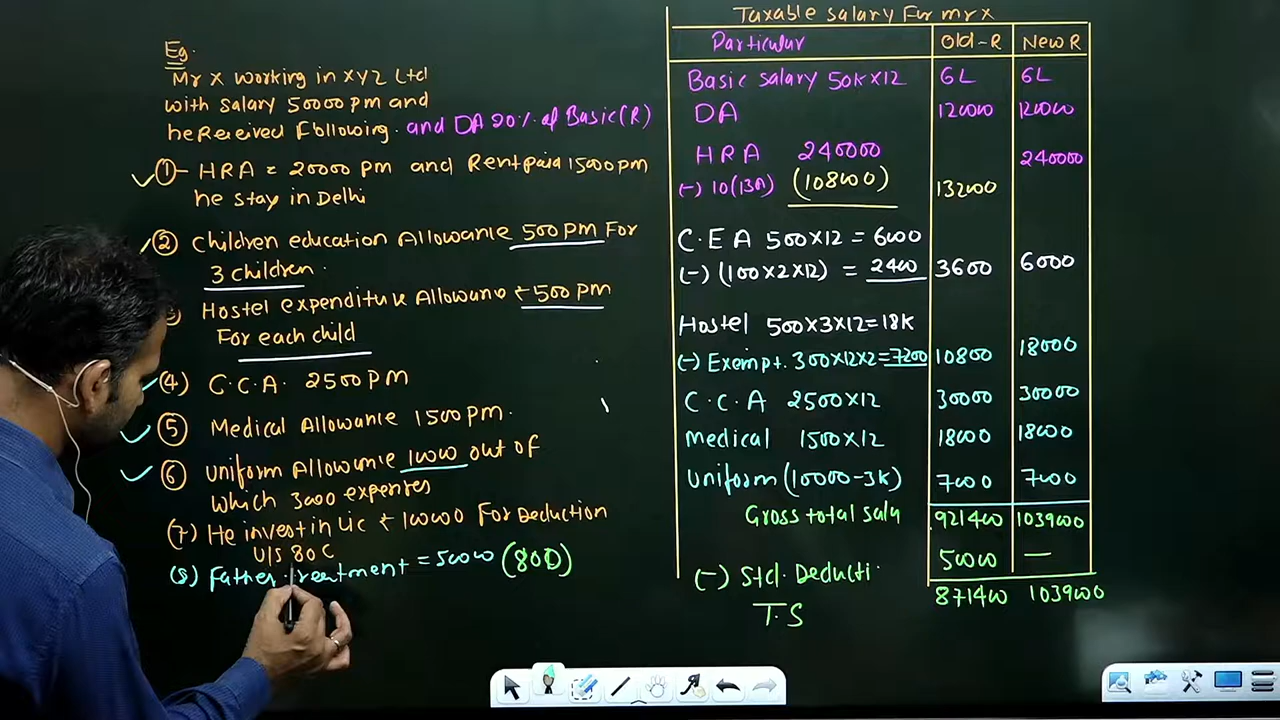 Eg.
Mr X working in XYZ Ltd
with salary 50000 pm and
he Received Following. and DA 20% of Basic (R)
① - HRA = 20000 pm and Rent paid 15000 pm
he stay in Delhi
② Children education Allowance 500 pm For
3 children.
Hostel expenditure Allowanc ₹ 500 pm
For each child
(4) C.C.A. 2500 PM
⑤ Medical Allowance 1500 pm.
⑥ Uniform Allowance 10000 out of
which 3000 expenses
(7) He invest in Lic ₹ 100000 For Deduction
U/S 80 C
(8) Father treatment = 50000 (80D)
Taxable salary For mr x
Particular Old-R New R
Basic salary 50K×12 6L 6L
DA 120000 120000
HRA 240000 240000
(-) 10(13A) (108000) 132000
C.E.A 500×12 = 6000
(-) (100×2×12) = 2400 3600 6000
Hostel 500×3×12=18K
(-) Exempt. 300×12×2=7200 10800 18000
C.C.A 2500×12 30000 30000
Medical 1500×12 18000 18000
Uniform (10000-3K) 7000 7000
Gross total saly 921400 1039000
(-) Std. Deducti. 50000 —
T.S 871400 1039000